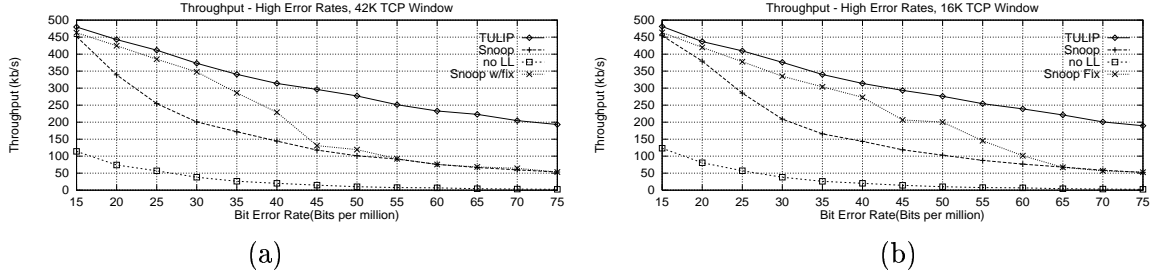 Throughput - High Error Rates, 42K TCP Window
Throughput (kb/s)
500
450
400
350
300
250
200
150
100
50
0
TULIP
Snoop
no LL
Snoop w/fix
15 20 25 30 35 40 45 50 55 60 65 70 75
Bit Error Rate(Bits per million)
(a)
Throughput - High Error Rates, 16K TCP Window
Throughput (kb/s)
500
450
400
350
300
250
200
150
100
50
0
TULIP
Snoop
no LL
Snoop Fix
15 20 25 30 35 40 45 50 55 60 65 70 75
Bit Error Rate(Bits per million)
(b)